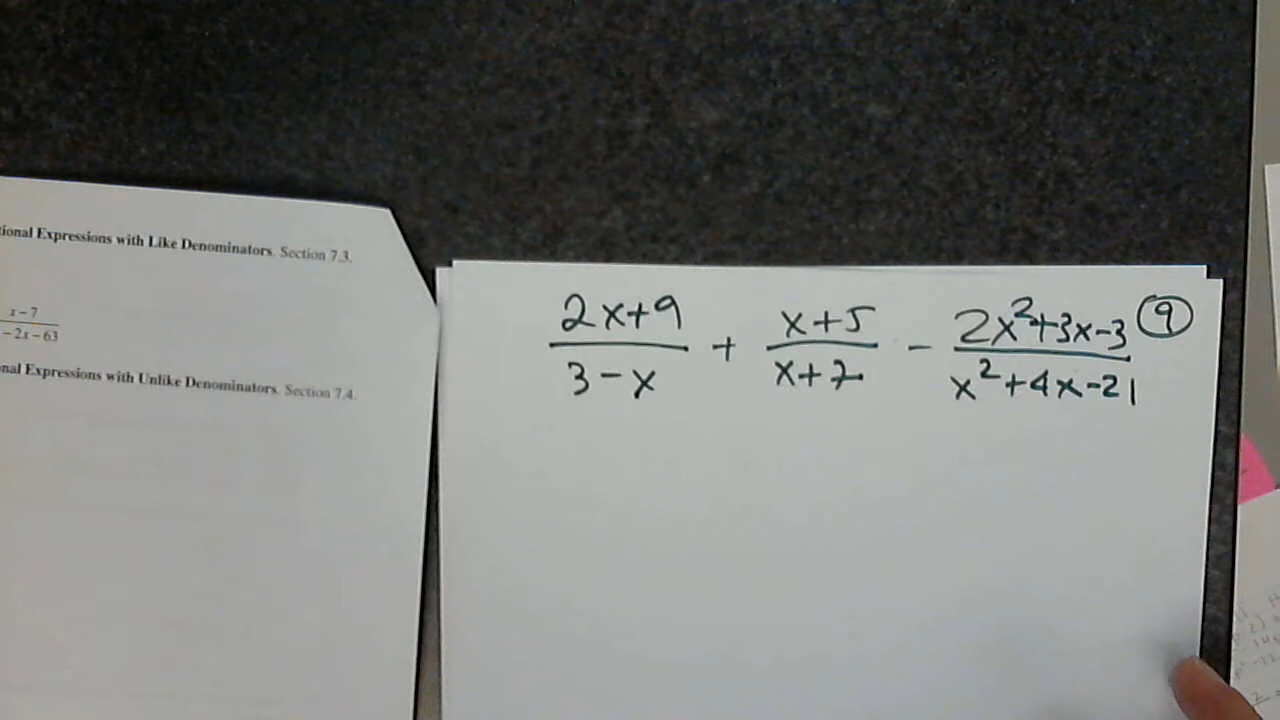 tional Expressions with Like Denominators. Section 7.3.
x-7
-2x-63
nal Expressions with Unlike Denominators. Section 7.4.
2x+9 x+5 2x²+3x-3 9
+ -
3-x x+7 x²+4x-21